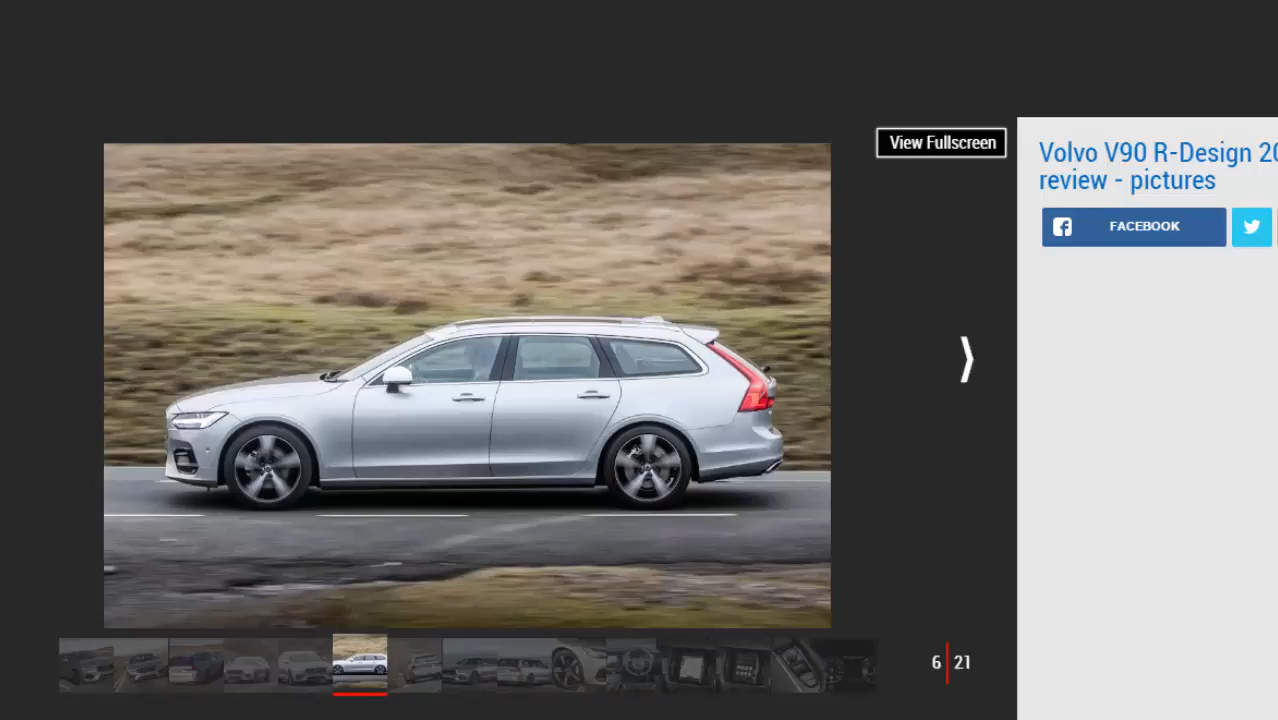 View Fullscreen
Volvo V90 R-Design
review - pictures
FACEBOOK
6 21